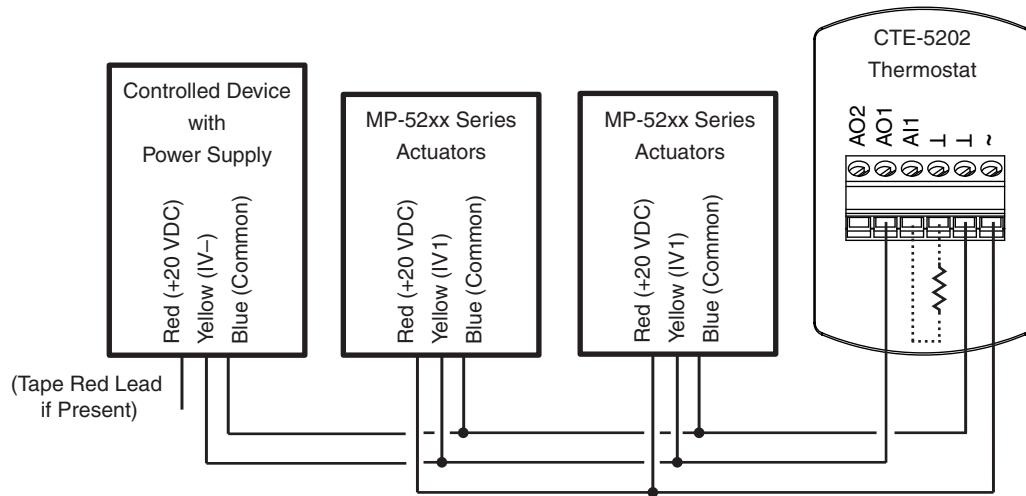 CTE-5202
Thermostat
AO2
AO1
AI1
⊥
⊥
~
Controlled Device
with
Power Supply
Red (+20 VDC)
Yellow (IV–)
Blue (Common)
MP-52xx Series
Actuators
Red (+20 VDC)
Yellow (IV1)
Blue (Common)
MP-52xx Series
Actuators
Red (+20 VDC)
Yellow (IV1)
Blue (Common)
(Tape Red Lead
if Present)